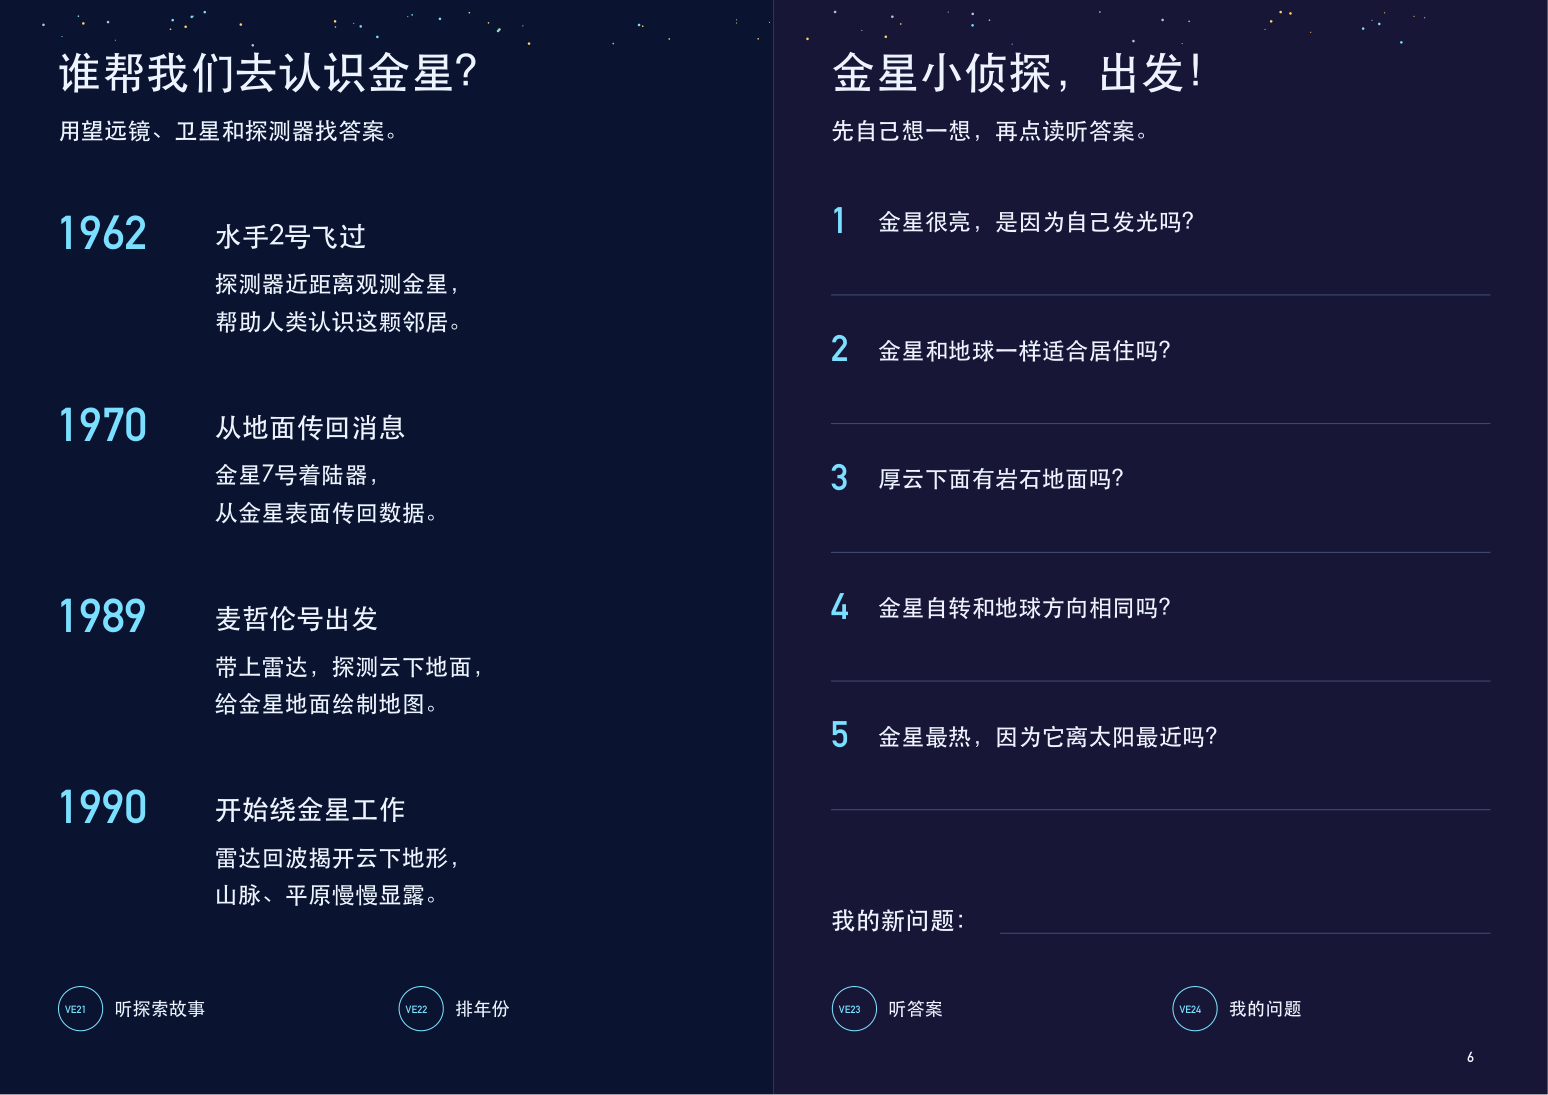 谁帮我们去认识金星?
用望远镜、卫星和探测器找答案。
1962
水手2号飞过
探测器近距离观测金星，
帮助人类认识这颗邻居。
1970
从地面传回消息
金星7号着陆器，
从金星表面传回数据。
1989
麦哲伦号出发
带上雷达，探测云下地面，
给金星地面绘制地图。
1990
开始绕金星工作
雷达回波揭开云下地形，
山脉、平原慢慢显露。
VE21 听探索故事
VE22 排年份
金星小侦探，出发!
先自己想一想，再点读听答案。
1 金星很亮，是因为自己发光吗?
2 金星和地球一样适合居住吗?
3 厚云下面有岩石地面吗?
4 金星自转和地球方向相同吗?
5 金星最热，因为它离太阳最近吗?
我的新问题:
VE23 听答案
VE24 我的问题
6